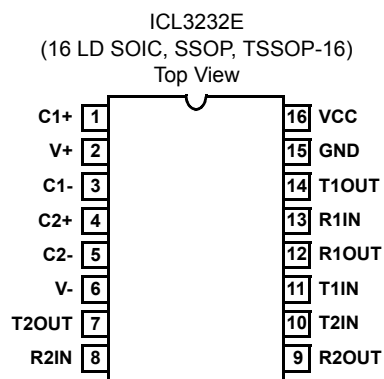 ICL3232E
(16 LD SOIC, SSOP, TSSOP-16)
Top View
C1+ 1 16 VCC
V+ 2 15 GND
C1- 3 14 T1OUT
C2+ 4 13 R1IN
C2- 5 12 R1OUT
V- 6 11 T1IN
T2OUT 7 10 T2IN
R2IN 8 9 R2OUT